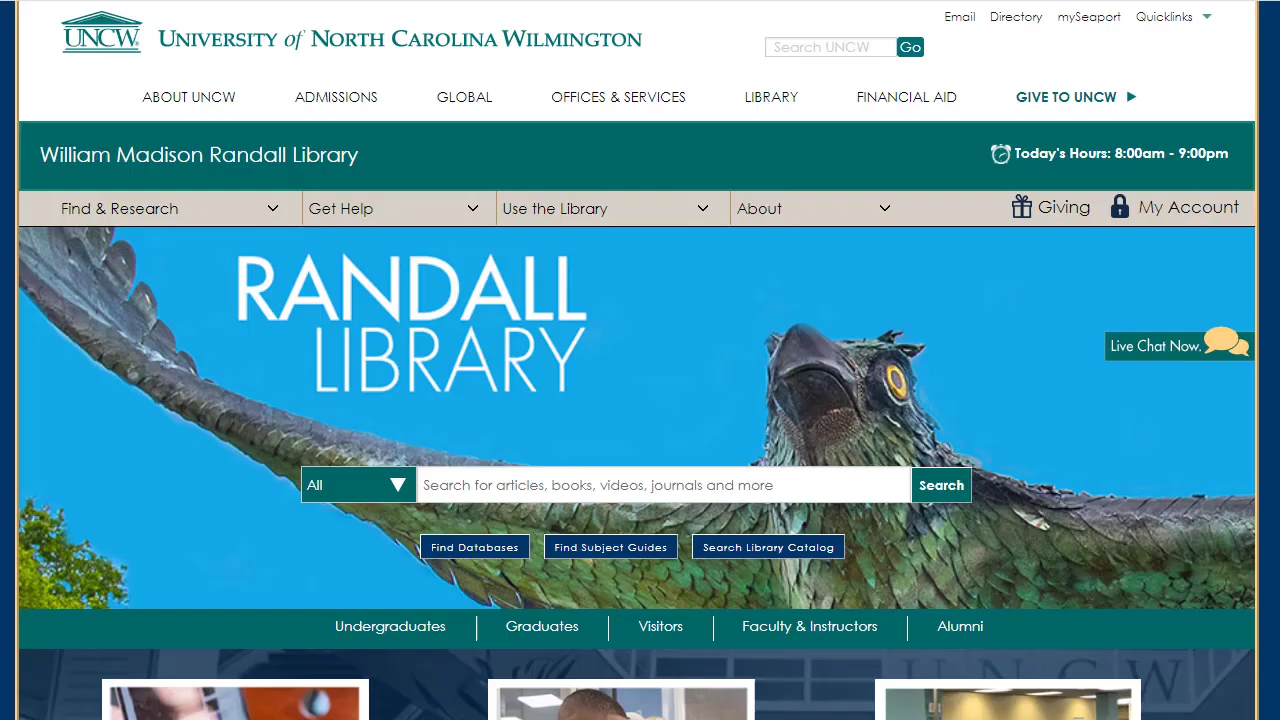 Email Directory mySeaport Quicklinks
UNCW UNIVERSITY of NORTH CAROLINA WILMINGTON
Search UNCW Go
ABOUT UNCW ADMISSIONS GLOBAL OFFICES & SERVICES LIBRARY FINANCIAL AID GIVE TO UNCW
William Madison Randall Library
Today's Hours: 8:00am - 9:00pm
Find & Research Get Help Use the Library About Giving My Account
RANDALL
LIBRARY
Live Chat Now.
All Search for articles, books, videos, journals and more Search
Find Databases Find Subject Guides Search Library Catalog
Undergraduates Graduates Visitors Faculty & Instructors Alumni
UNCW